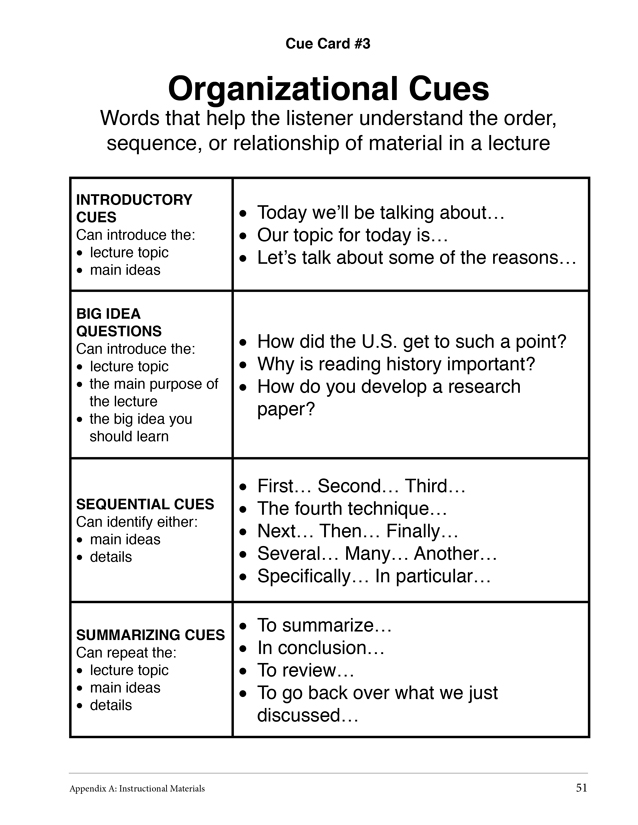 Cue Card #3
Organizational Cues
Words that help the listener understand the order,
sequence, or relationship of material in a lecture
INTRODUCTORY
CUES
Can introduce the:
• lecture topic
• main ideas
• Today we’ll be talking about…
• Our topic for today is…
• Let’s talk about some of the reasons…
BIG IDEA
QUESTIONS
Can introduce the:
• lecture topic
• the main purpose of
the lecture
• the big idea you
should learn
• How did the U.S. get to such a point?
• Why is reading history important?
• How do you develop a research
paper?
SEQUENTIAL CUES
Can identify either:
• main ideas
• details
• First… Second… Third…
• The fourth technique…
• Next… Then… Finally…
• Several… Many… Another…
• Specifically… In particular…
SUMMARIZING CUES
Can repeat the:
• lecture topic
• main ideas
• details
• To summarize…
• In conclusion…
• To review…
• To go back over what we just
discussed…
Appendix A: Instructional Materials
51